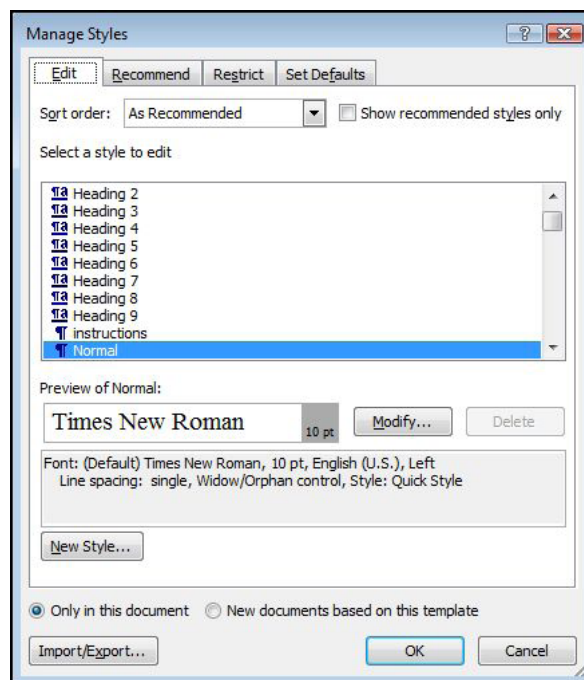 Manage Styles
Edit Recommend Restrict Set Defaults
Sort order: As Recommended Show recommended styles only
Select a style to edit
¶a Heading 2
¶a Heading 3
¶a Heading 4
¶a Heading 5
¶a Heading 6
¶a Heading 7
¶a Heading 8
¶a Heading 9
¶ instructions
¶ Normal
Preview of Normal:
Times New Roman 10 pt Modify... Delete
Font: (Default) Times New Roman, 10 pt, English (U.S.), Left
Line spacing: single, Widow/Orphan control, Style: Quick Style
New Style...
Only in this document New documents based on this template
Import/Export... OK Cancel